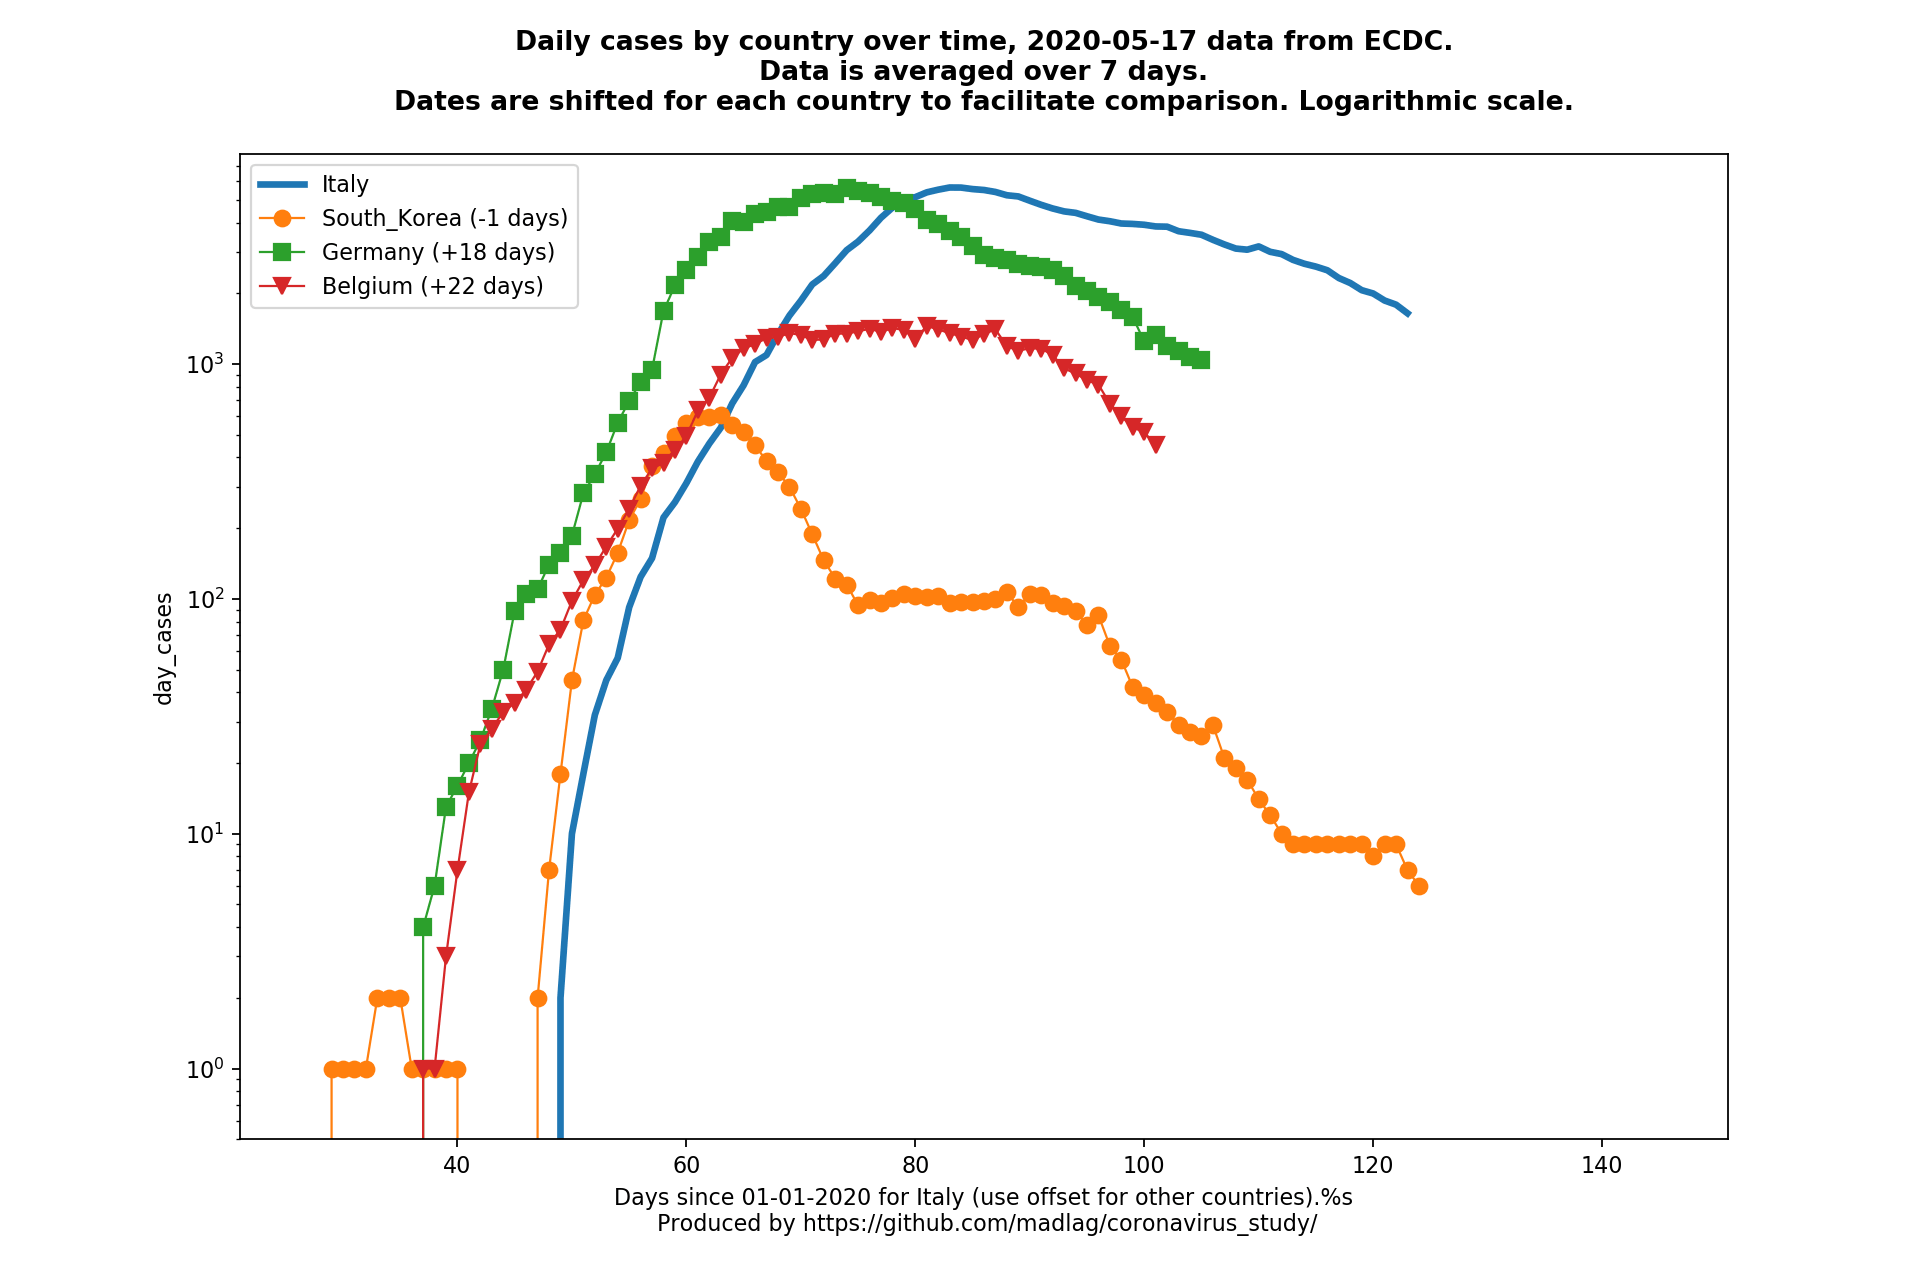 Daily cases by country over time, 2020-05-17 data from ECDC.
Data is averaged over 7 days.
Dates are shifted for each country to facilitate comparison. Logarithmic scale.
Italy
South_Korea (-1 days)
Germany (+18 days)
Belgium (+22 days)
day_cases
10³
10²
10¹
10⁰
40 60 80 100 120 140
Days since 01-01-2020 for Italy (use offset for other countries).%s
Produced by https://github.com/madlag/coronavirus_study/